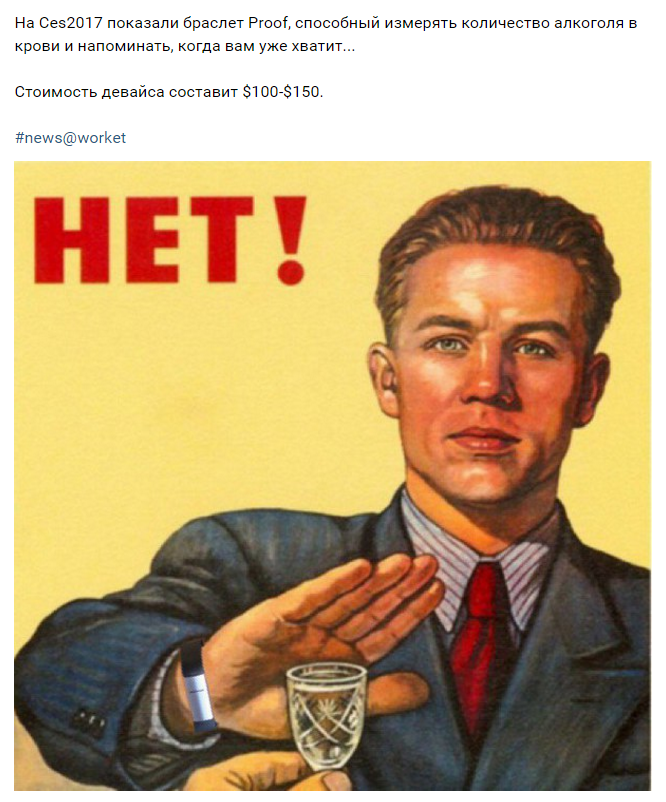 На Ces2017 показали браслет Proof, способный измерять количество алкоголя в
крови и напоминать, когда вам уже хватит...
Стоимость девайса составит $100-$150.
#news@worket
НЕТ!